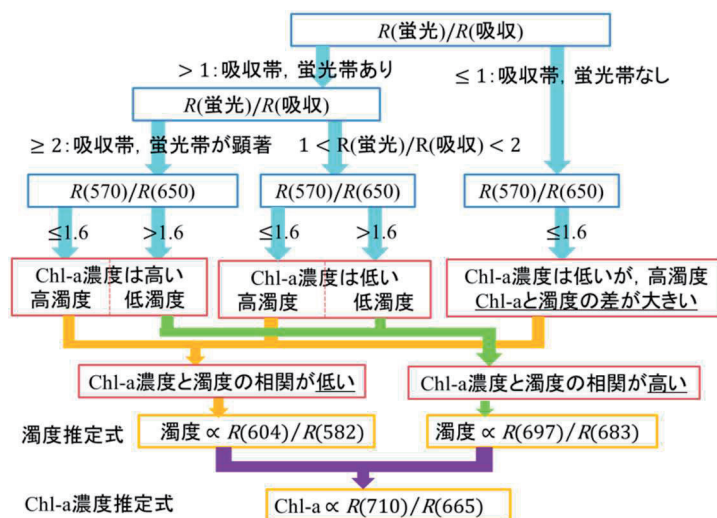 R(蛍光)/R(吸収)
>1:吸収帯, 蛍光帯あり
≤1:吸収帯, 蛍光帯なし
R(蛍光)/R(吸収)
≥2:吸収帯, 蛍光帯が顕著
1<R(蛍光)/R(吸収)<2
R(570)/R(650)
R(570)/R(650)
R(570)/R(650)
≤1.6
>1.6
≤1.6
>1.6
≤1.6
Chl-a濃度は高い
高濁度 低濁度
Chl-a濃度は低い
高濁度 低濁度
Chl-a濃度は低いが, 高濁度
Chl-aと濁度の差が大きい
Chl-a濃度と濁度の相関が低い
Chl-a濃度と濁度の相関が高い
濁度推定式
濁度 ∝ R(604)/R(582)
濁度 ∝ R(697)/R(683)
Chl-a濃度推定式
Chl-a ∝ R(710)/R(665)